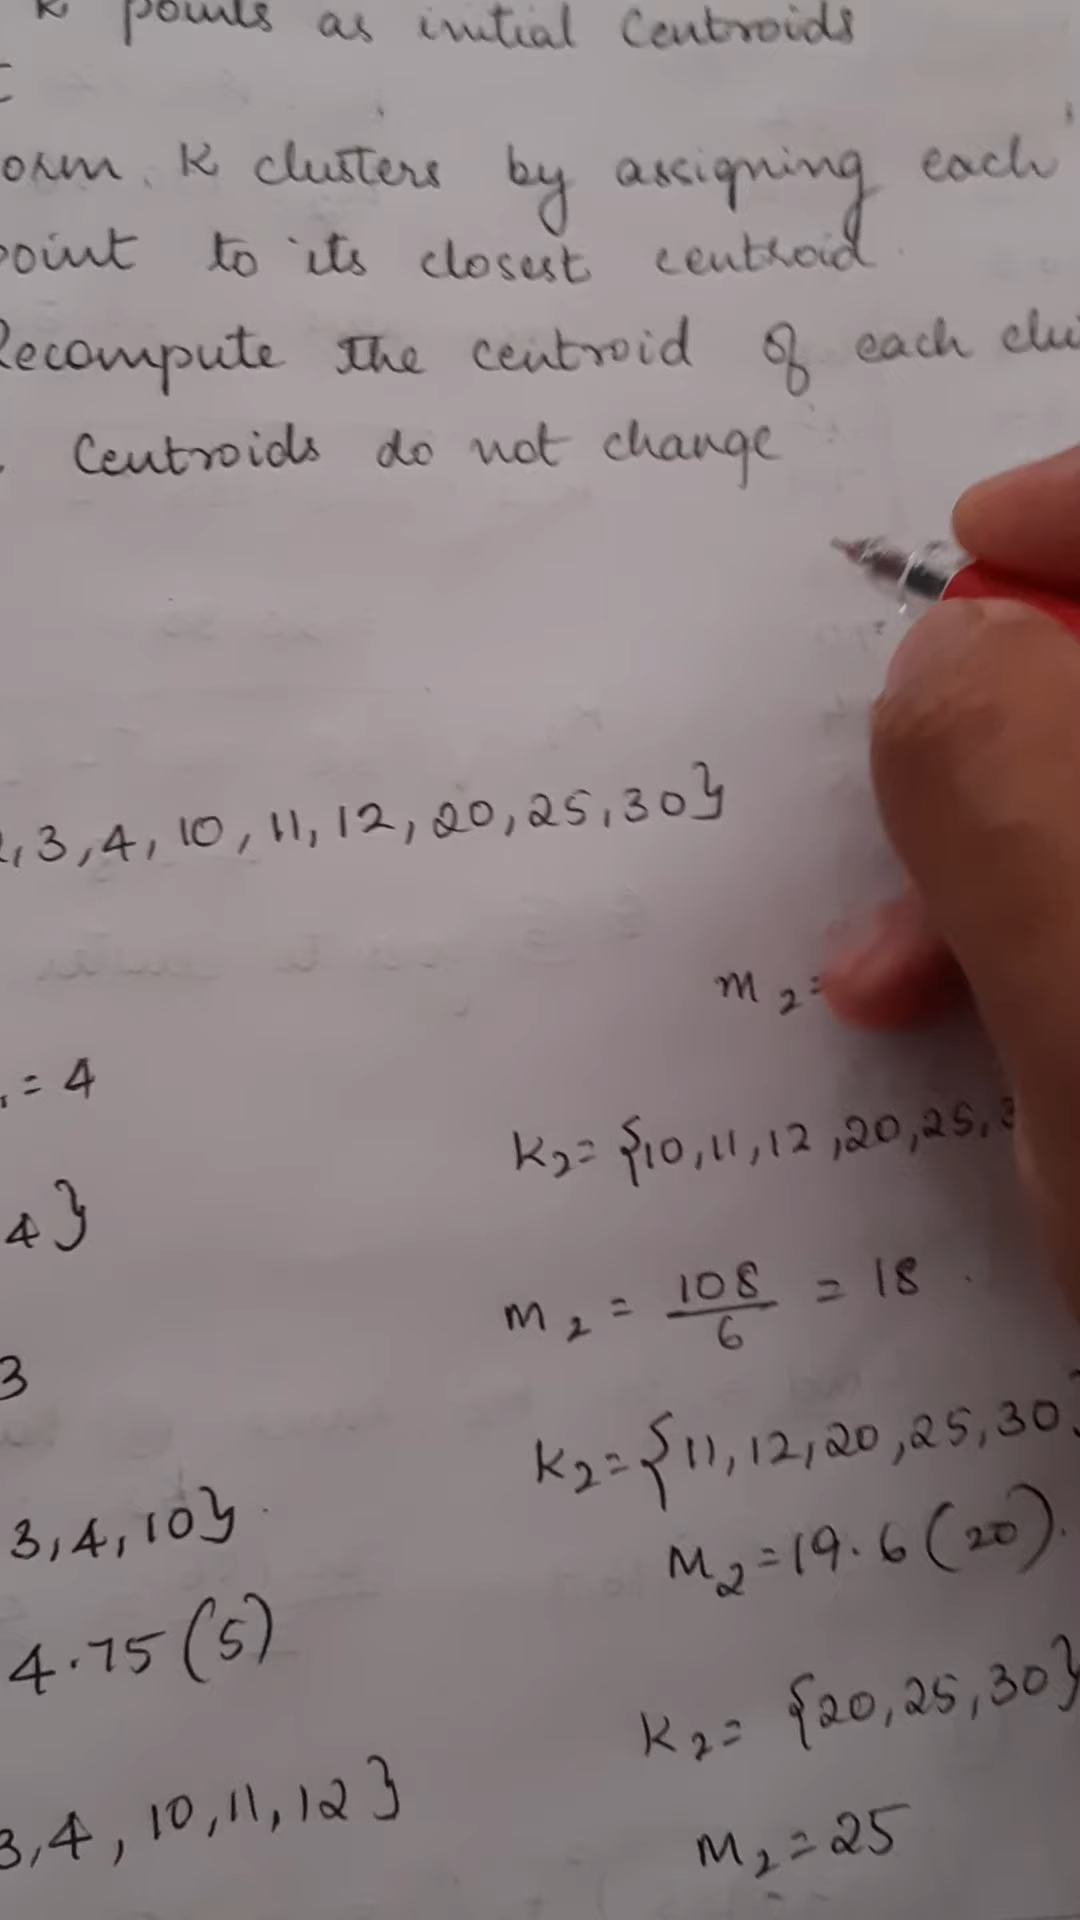 K points as initial Centroids
orm K clusters by assigning each
point to its closest centroid.
Recompute the centroid of each clu
Centroids do not change
, 3, 4, 10, 11, 12, 20, 25, 30}
m2=
= 4
K2= {10, 11, 12, 20, 25, 3
4}
m2 = 108/6 = 18
3
K2= {11, 12, 20, 25, 30}
3, 4, 10}
M2=19.6 (20).
4.75 (5)
K2= {20, 25, 30}
3, 4, 10, 11, 12}
M2=25